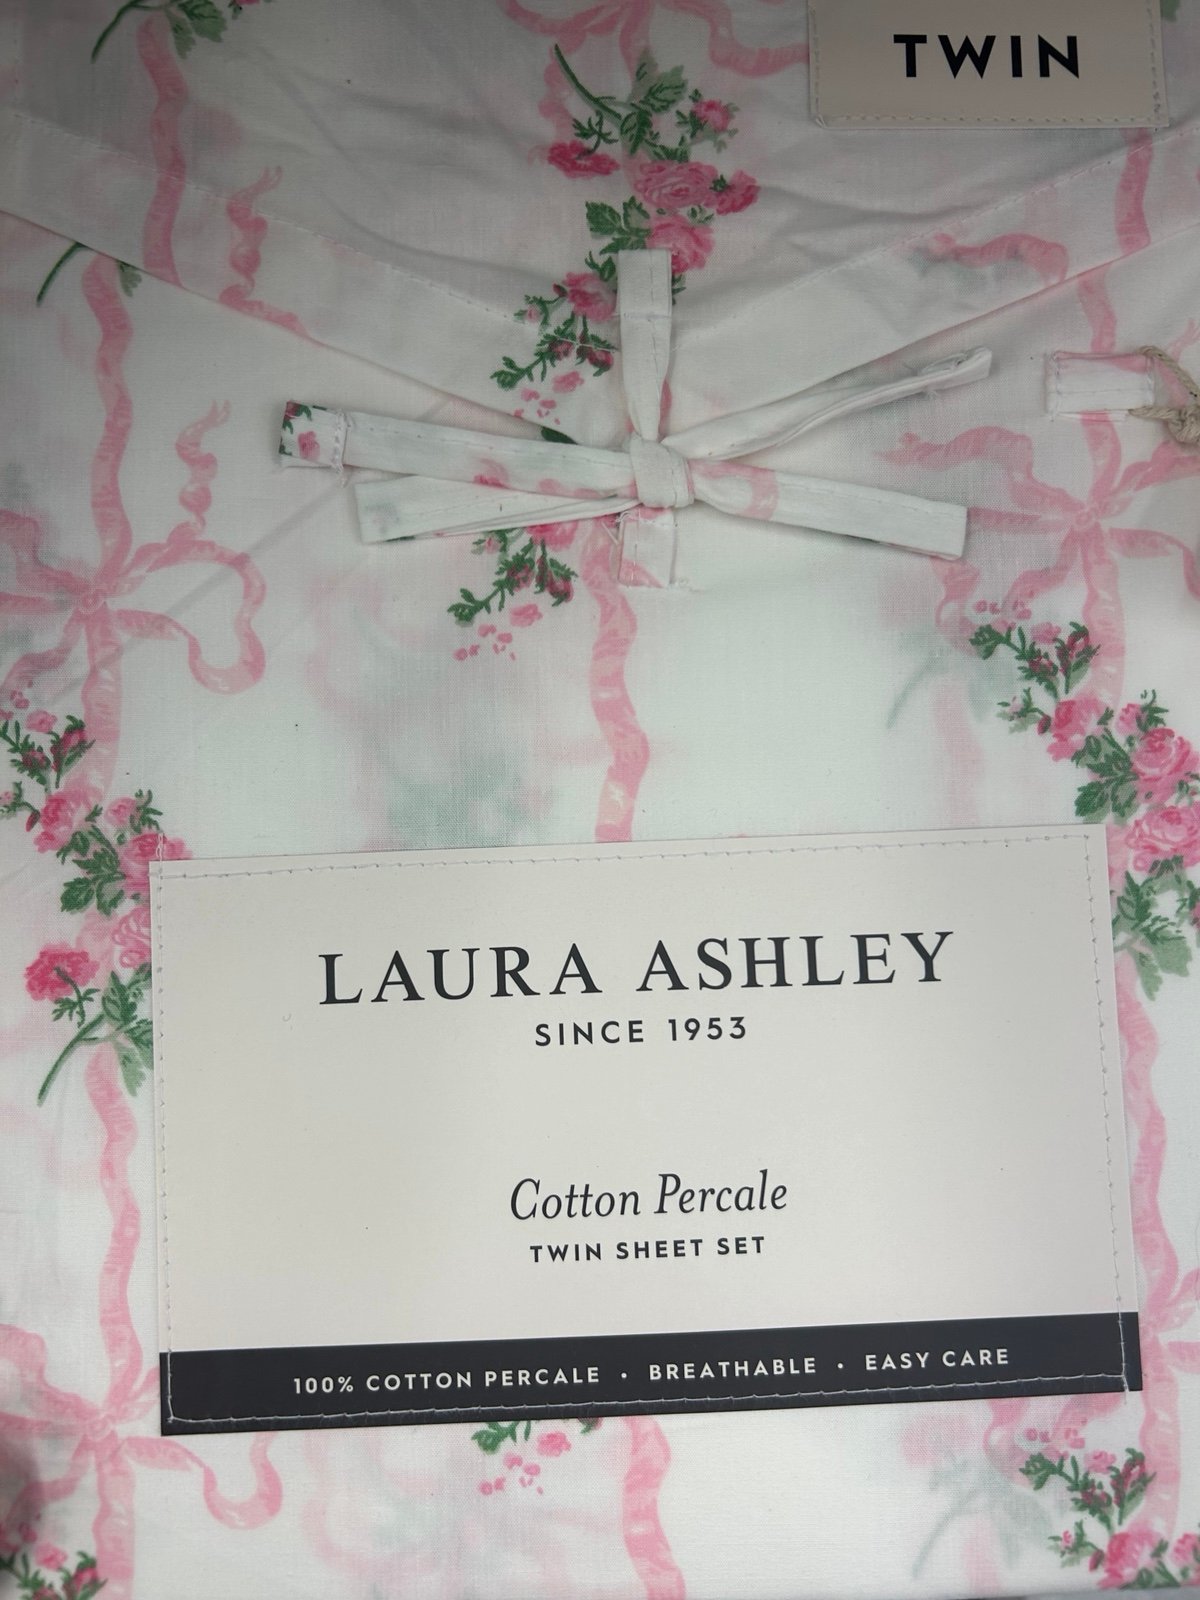 TWIN
LAURA ASHLEY
SINCE 1953
Cotton Percale
TWIN SHEET SET
100% COTTON PERCALE • BREATHABLE • EASY CARE